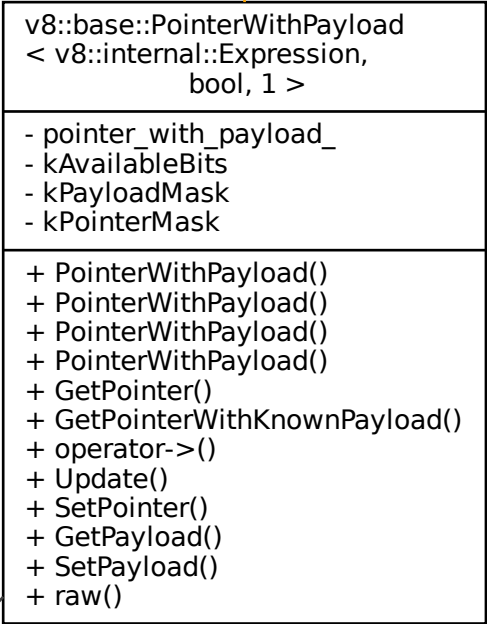 v8::base::PointerWithPayload
< v8::internal::Expression,
bool, 1 >
- pointer_with_payload_
- kAvailableBits
- kPayloadMask
- kPointerMask
+ PointerWithPayload()
+ PointerWithPayload()
+ PointerWithPayload()
+ PointerWithPayload()
+ GetPointer()
+ GetPointerWithKnownPayload()
+ operator->()
+ Update()
+ SetPointer()
+ GetPayload()
+ SetPayload()
+ raw()